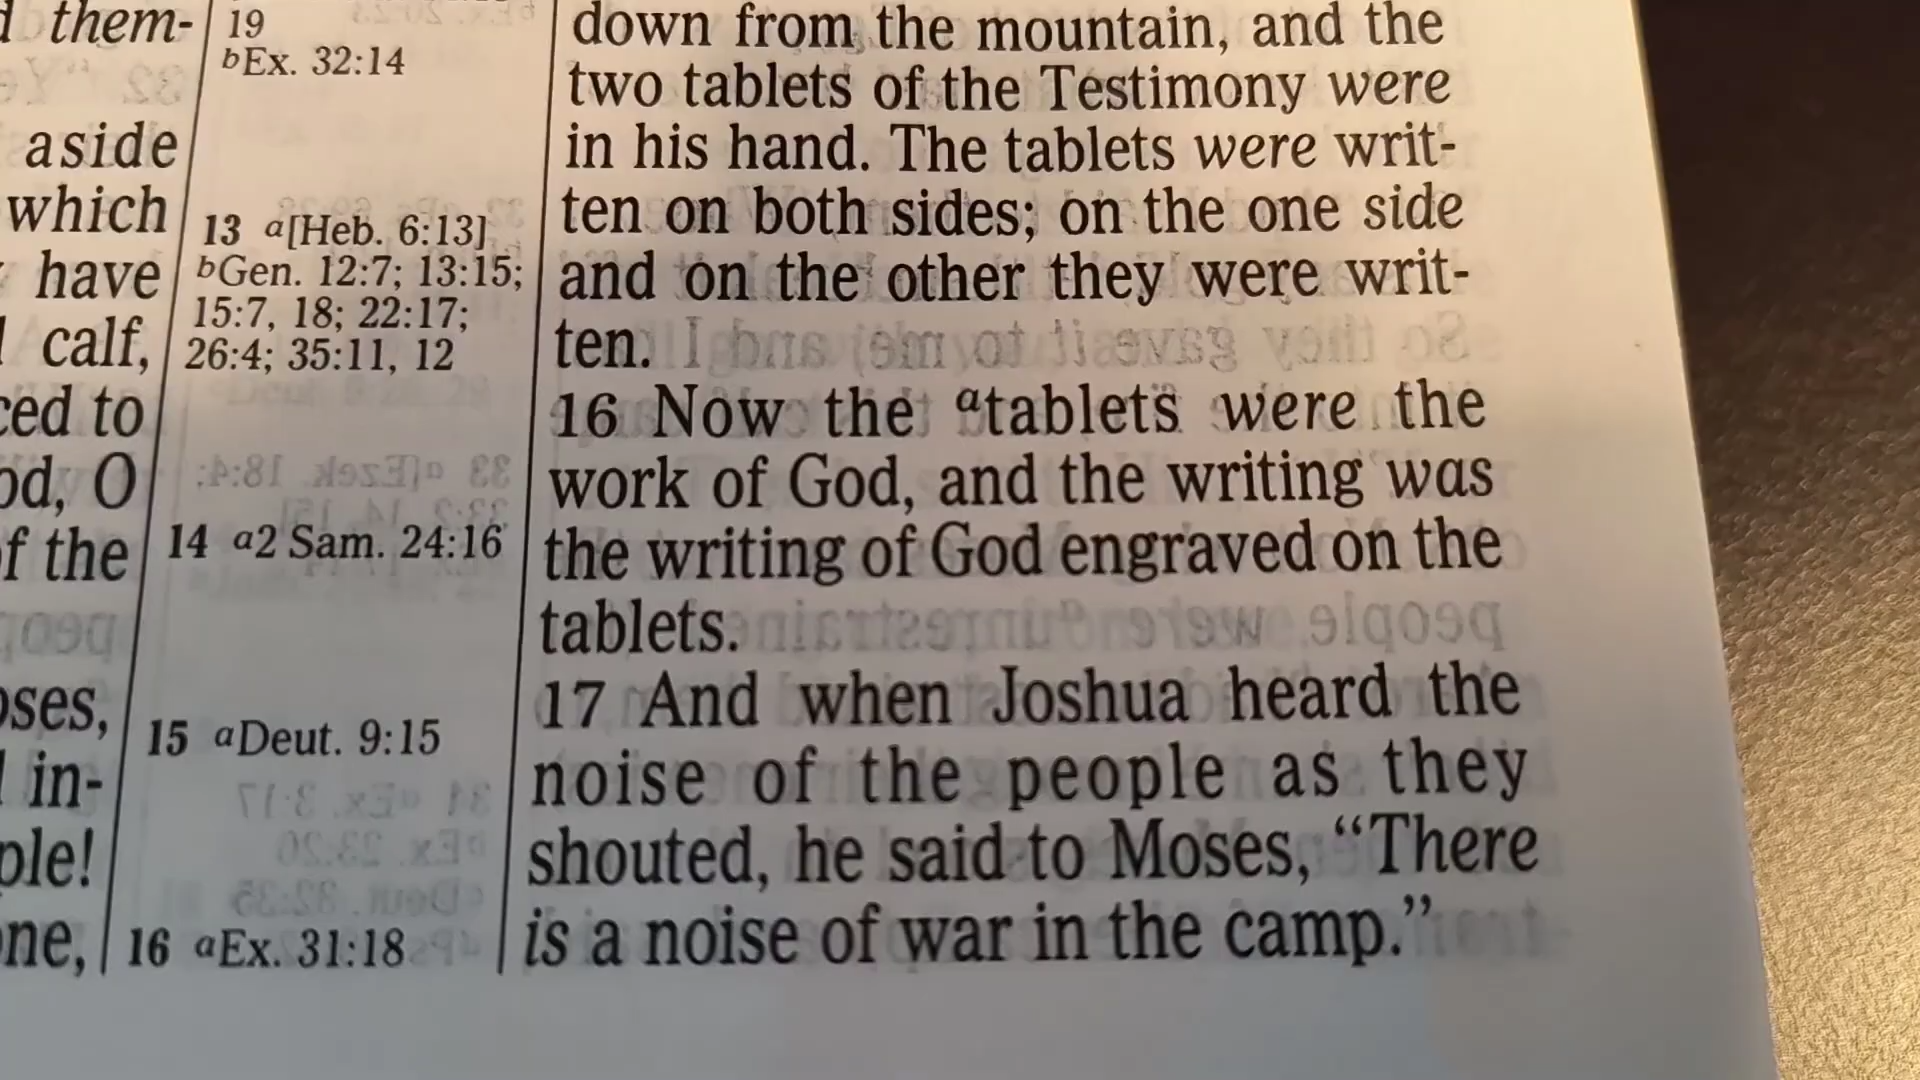 them-
aside
which
have
calf,
to
O
the
in-
19
bEx. 32:14
13 a[Heb. 6:13]
bGen. 12:7; 13:15;
15:7, 18; 22:17;
26:4; 35:11, 12
14 a2 Sam. 24:16
15 aDeut. 9:15
16 aEx. 31:18
down from the mountain, and the
two tablets of the Testimony were
in his hand. The tablets were writ-
ten on both sides; on the one side
and on the other they were writ-
ten.
16 Now the atablets were the
work of God, and the writing was
the writing of God engraved on the
tablets.
17 And when Joshua heard the
noise of the people as they
shouted, he said to Moses, “There
is a noise of war in the camp.”